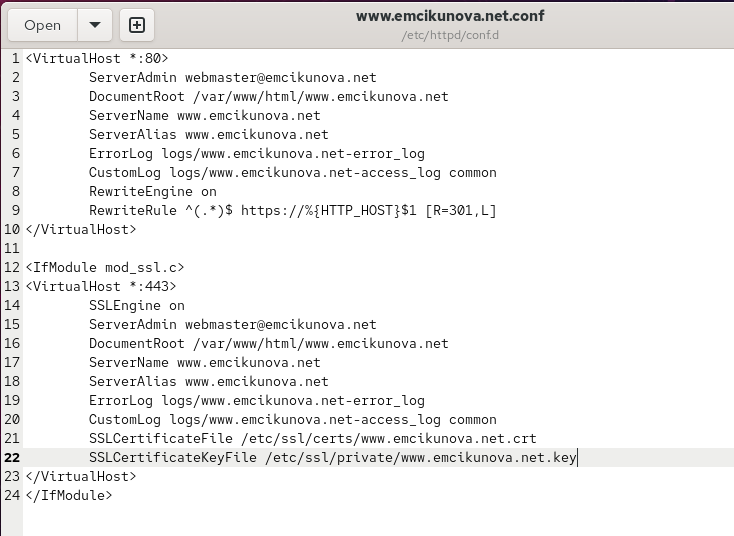 Open
www.emcikunova.net.conf
/etc/httpd/conf.d
1 <VirtualHost *:80>
2         ServerAdmin webmaster@emcikunova.net
3         DocumentRoot /var/www/html/www.emcikunova.net
4         ServerName www.emcikunova.net
5         ServerAlias www.emcikunova.net
6         ErrorLog logs/www.emcikunova.net-error_log
7         CustomLog logs/www.emcikunova.net-access_log common
8         RewriteEngine on
9         RewriteRule ^(.*)$ https://%{HTTP_HOST}$1 [R=301,L]
10 </VirtualHost>
11
12 <IfModule mod_ssl.c>
13 <VirtualHost *:443>
14         SSLEngine on
15         ServerAdmin webmaster@emcikunova.net
16         DocumentRoot /var/www/html/www.emcikunova.net
17         ServerName www.emcikunova.net
18         ServerAlias www.emcikunova.net
19         ErrorLog logs/www.emcikunova.net-error_log
20         CustomLog logs/www.emcikunova.net-access_log common
21         SSLCertificateFile /etc/ssl/certs/www.emcikunova.net.crt
22         SSLCertificateKeyFile /etc/ssl/private/www.emcikunova.net.key
23 </VirtualHost>
24 </IfModule>